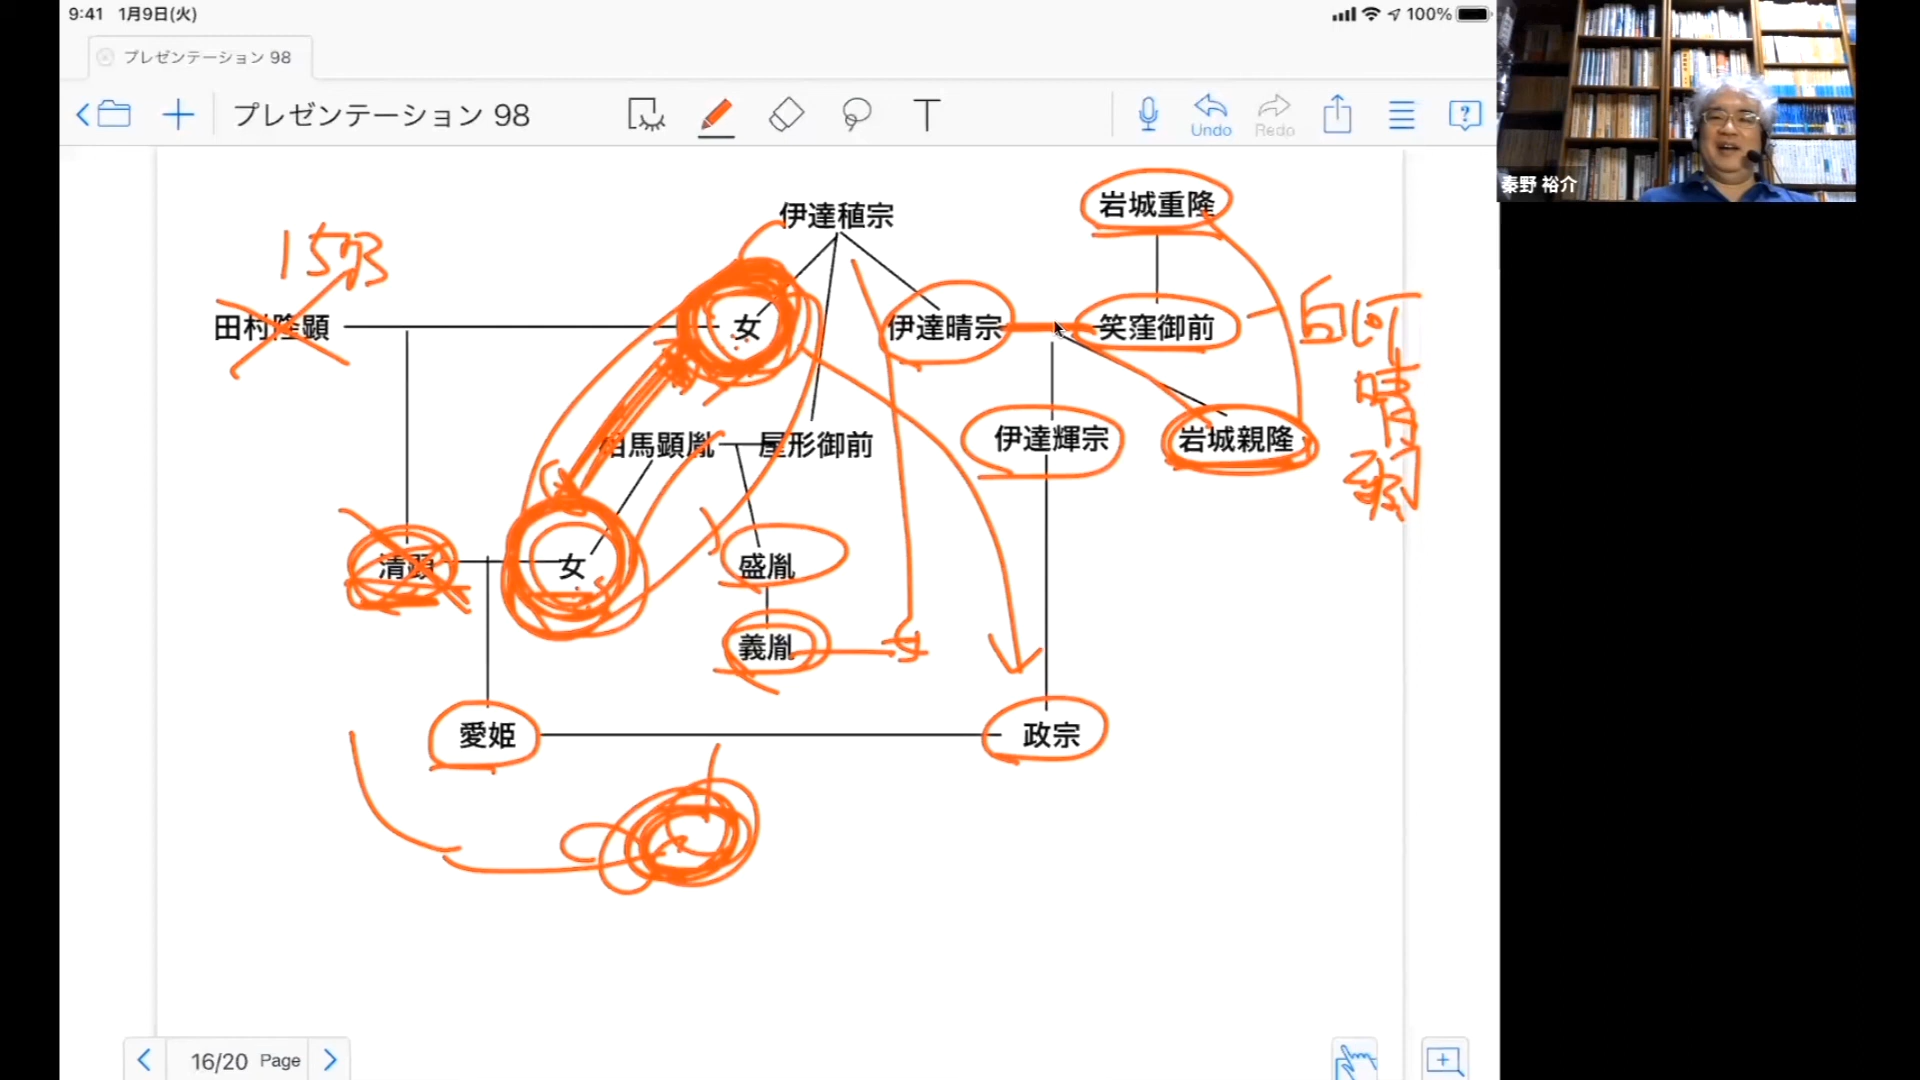 9:41 1月9日(火)
100%
プレゼンテーション 98
プレゼンテーション 98
Undo
Redo
秦野 裕介
岩城重隆
伊達稙宗
田村隆顕
女
伊達晴宗
笑窪御前
白河
晴
相馬顕胤
屋形御前
伊達輝宗
岩城親隆
清顕
女
盛胤
義胤
女
愛姫
政宗
16/20 Page